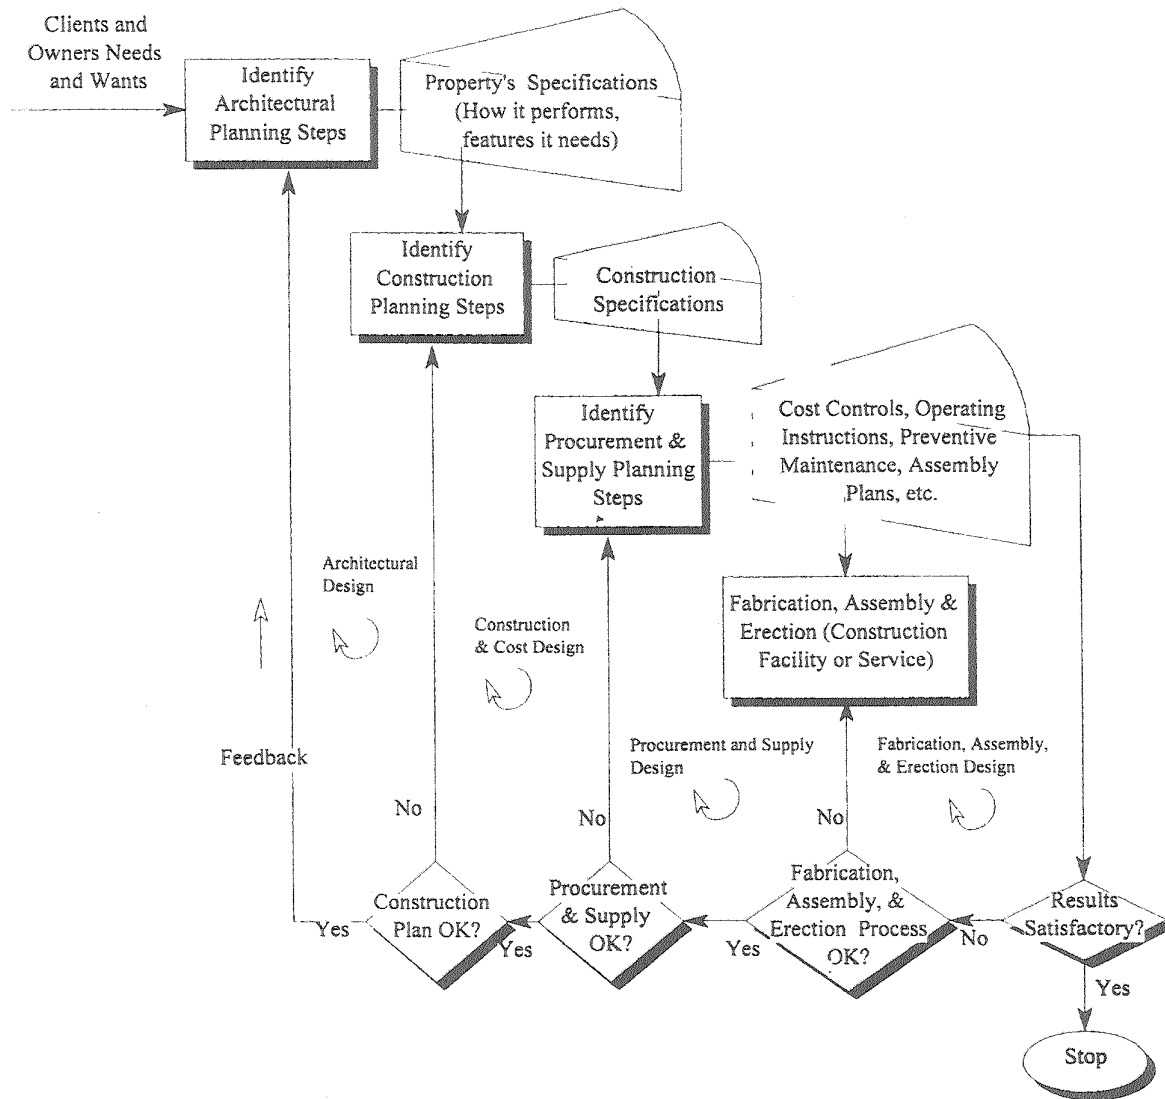 Clients and
Owners Needs
and Wants
Identify
Architectural
Planning Steps
Property's Specifications
(How it performs,
features it needs)
Identify
Construction
Planning Steps
Construction
Specifications
Identify
Procurement &
Supply Planning
Steps
Cost Controls, Operating
Instructions, Preventive
Maintenance, Assembly
Plans, etc.
Architectural
Design
Construction
& Cost Design
Fabrication, Assembly &
Erection (Construction
Facility or Service)
Feedback
Procurement and Supply
Design
Fabrication, Assembly,
& Erection Design
No
No
No
Construction
Plan OK?
Procurement
& Supply
OK?
Fabrication,
Assembly, &
Erection Process
OK?
Results
Satisfactory?
Yes
Yes
Yes
No
Yes
Stop